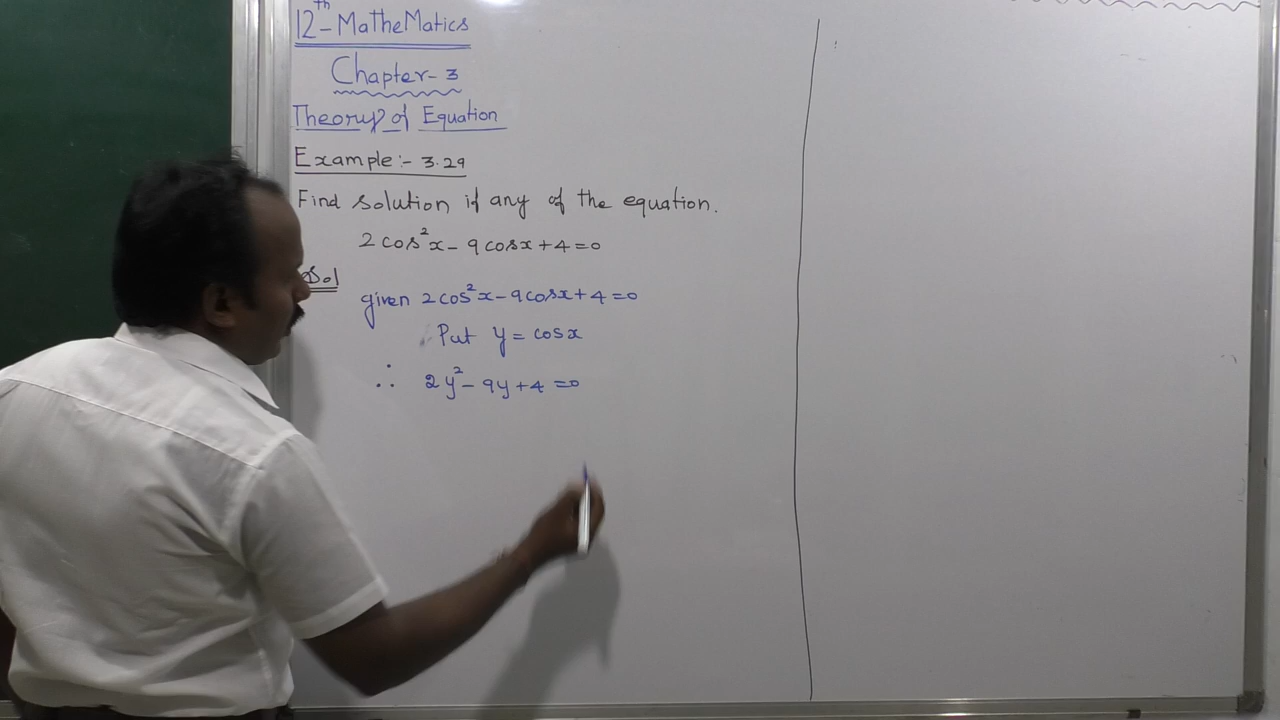 12th - MatheMatics
Chapter - 3
Theory of Equation
Example :- 3.29
Find solution if any of the equation.
2 cos²x - 9 cosx + 4 = 0
Sol
given 2 cos²x - 9 cosx + 4 = 0
Put y = cosx
∴ 2y² - 9y + 4 = 0